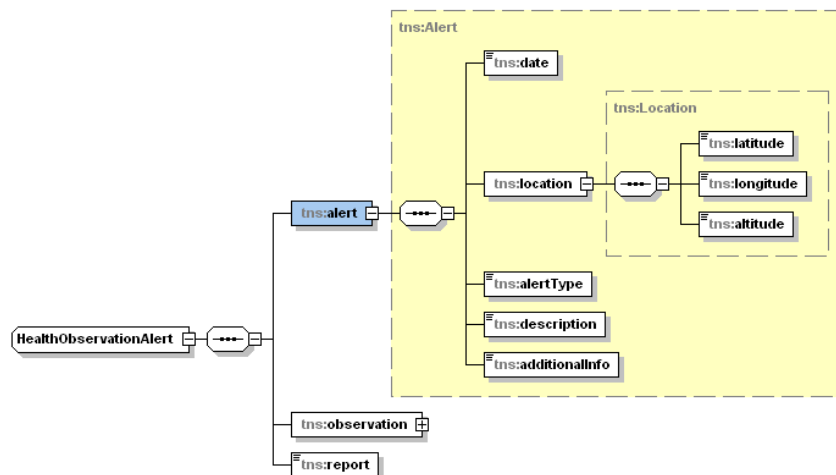 tns:Alert
tns:date
tns:Location
tns:latitude
tns:location
tns:longitude
tns:altitude
tns:alert
tns:alertType
tns:description
tns:additionalInfo
HealthObservationAlert
tns:observation
tns:report